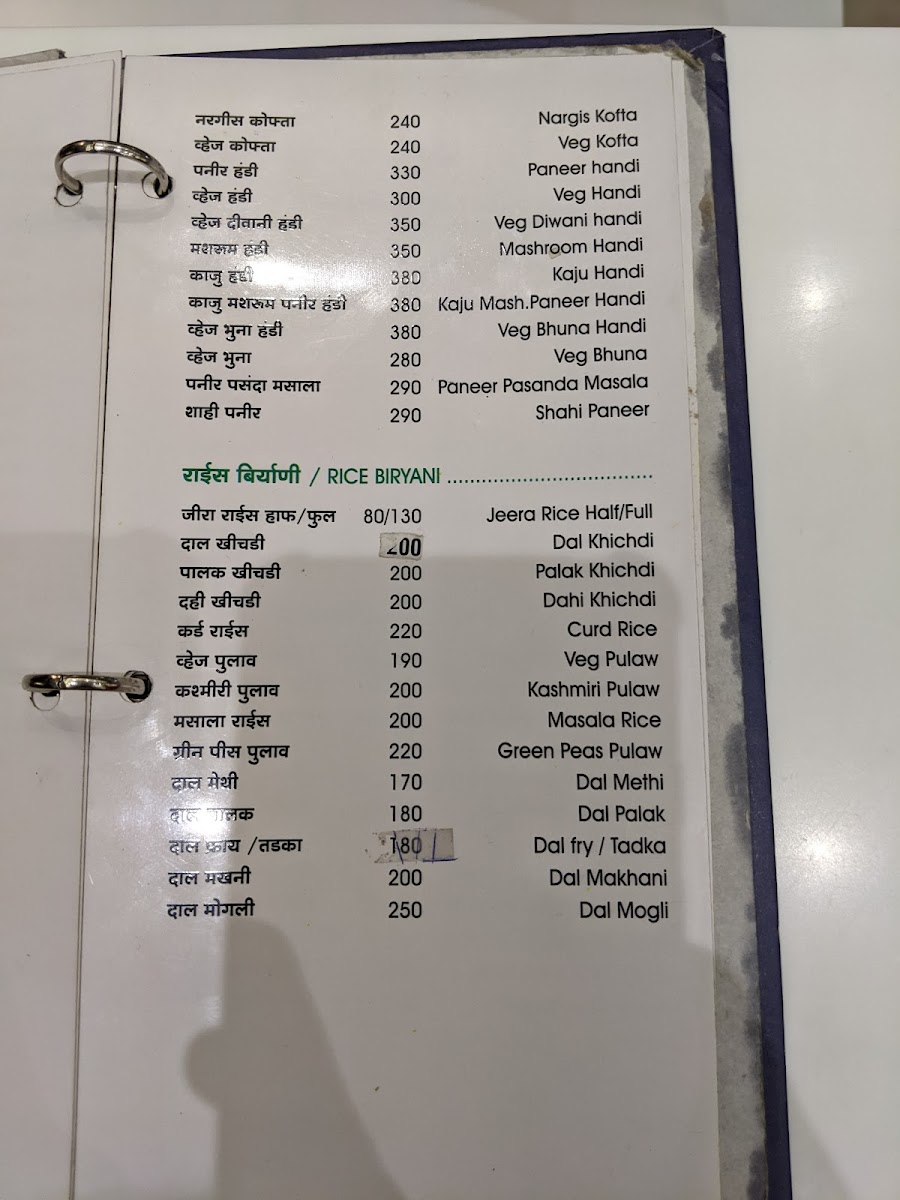 नरगीस कोफ्ता 240 Nargis Kofta
व्हेज कोफ्ता 240 Veg Kofta
पनीर हंडी 330 Paneer handi
व्हेज हंडी 300 Veg Handi
व्हेज दीवानी हंडी 350 Veg Diwani handi
मशरूम हंडी 350 Mashroom Handi
काजु हंडी 380 Kaju Handi
काजु मशरूम पनीर हंडी 380 Kaju Mash.Paneer Handi
व्हेज भुना हंडी 380 Veg Bhuna Handi
व्हेज भुना 280 Veg Bhuna
पनीर पसंदा मसाला 290 Paneer Pasanda Masala
शाही पनीर 290 Shahi Paneer
राईस बिर्याणी / RICE BIRYANI ...................................
जीरा राईस हाफ/फुल 80/130 Jeera Rice Half/Full
दाल खीचडी 200 Dal Khichdi
पालक खीचडी 200 Palak Khichdi
दही खीचडी 200 Dahi Khichdi
कर्ड राईस 220 Curd Rice
व्हेज पुलाव 190 Veg Pulaw
कश्मीरी पुलाव 200 Kashmiri Pulaw
मसाला राईस 200 Masala Rice
ग्रीन पीस पुलाव 220 Green Peas Pulaw
दाल मेथी 170 Dal Methi
दाल पालक 180 Dal Palak
दाल फ्राय /तडका 180 Dal fry / Tadka
दाल मखनी 200 Dal Makhani
दाल मोगली 250 Dal Mogli